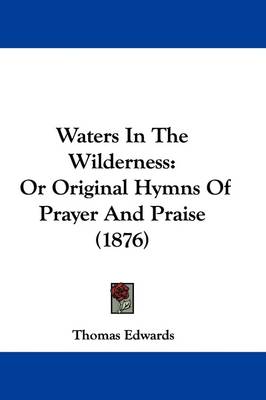 Waters In The
Wilderness:
Or Original Hymns Of
Prayer And Praise
(1876)
Thomas Edwards